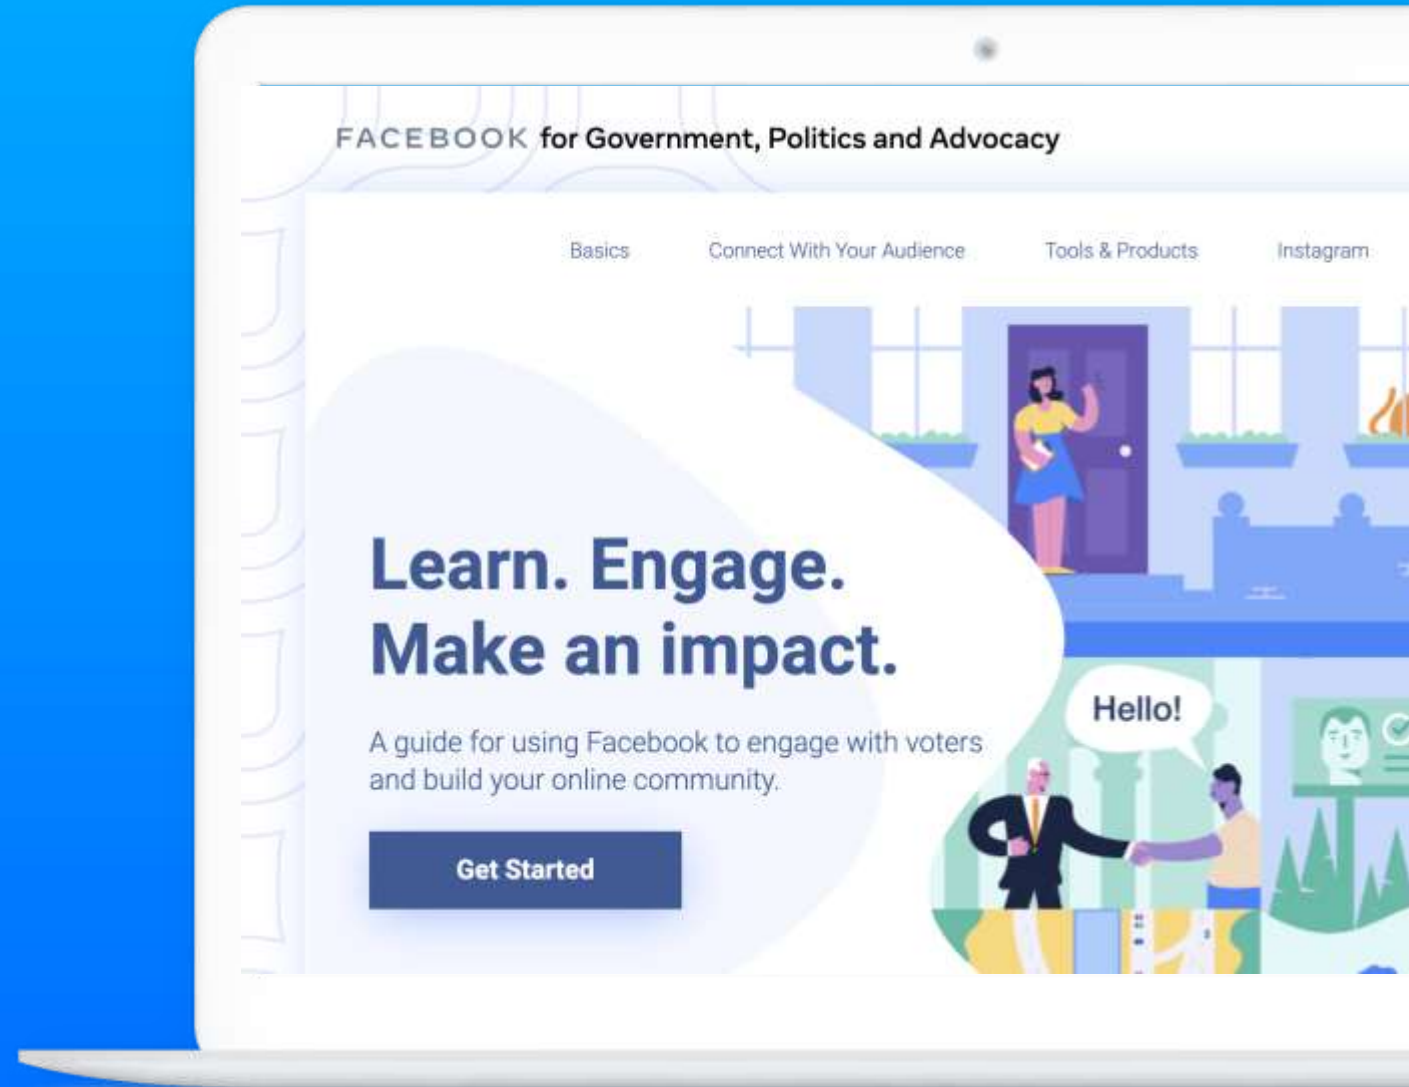 FACEBOOK for Government, Politics and Advocacy
Basics Connect With Your Audience Tools & Products Instagram
Learn. Engage.
Make an impact.
Hello!
A guide for using Facebook to engage with voters
and build your online community.
Get Started